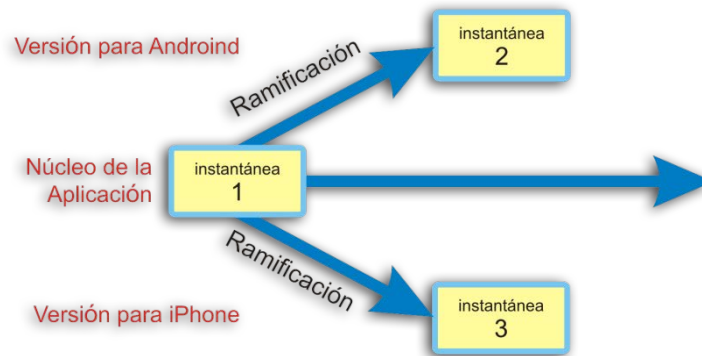 Versión para Androind
instantánea
2
Ramificación
Núcleo de la
Aplicación
instantánea
1
Ramificación
Versión para iPhone
instantánea
3